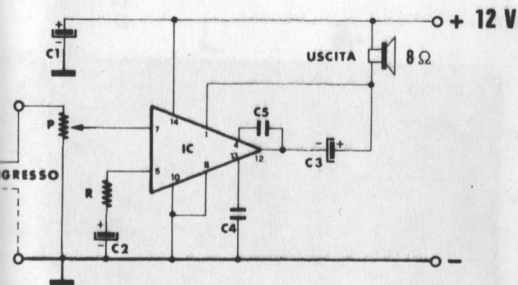 + 12 V
+
-
C1
USCITA
8 Ω
P
7
14
1
C5
4
IC
13
12
- +
C3
5
8
10
R
GRESSO
+
-
C2
C4
-